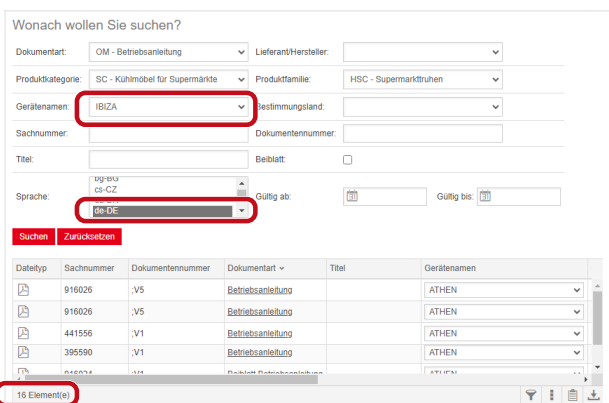 Wonach wollen Sie suchen?
Dokumentart: OM - Betriebsanleitung Lieferant/Hersteller:
Produktkategorie: SC - Kühlmöbel für Supermärkte Produktfamilie: HSC - Supermarkttruhen
Gerätenamen: IBIZA Bestimmungsland:
Sachnummer: Dokumentennummer:
Titel: Beiblatt:
bg-BG
cs-CZ
Sprache: Gültig ab: Gültig bis:
de-DE
Suchen Zurücksetzen
Dateityp Sachnummer Dokumentennummer Dokumentart Titel Gerätenamen
916026 ;V5 Betriebsanleitung ATHEN
916026 ;V5 Betriebsanleitung ATHEN
441556 ;V1 Betriebsanleitung ATHEN
395590 ;V1 Betriebsanleitung ATHEN
Beiblatt Betriebsanleitung ATHEN
16 Element(e)